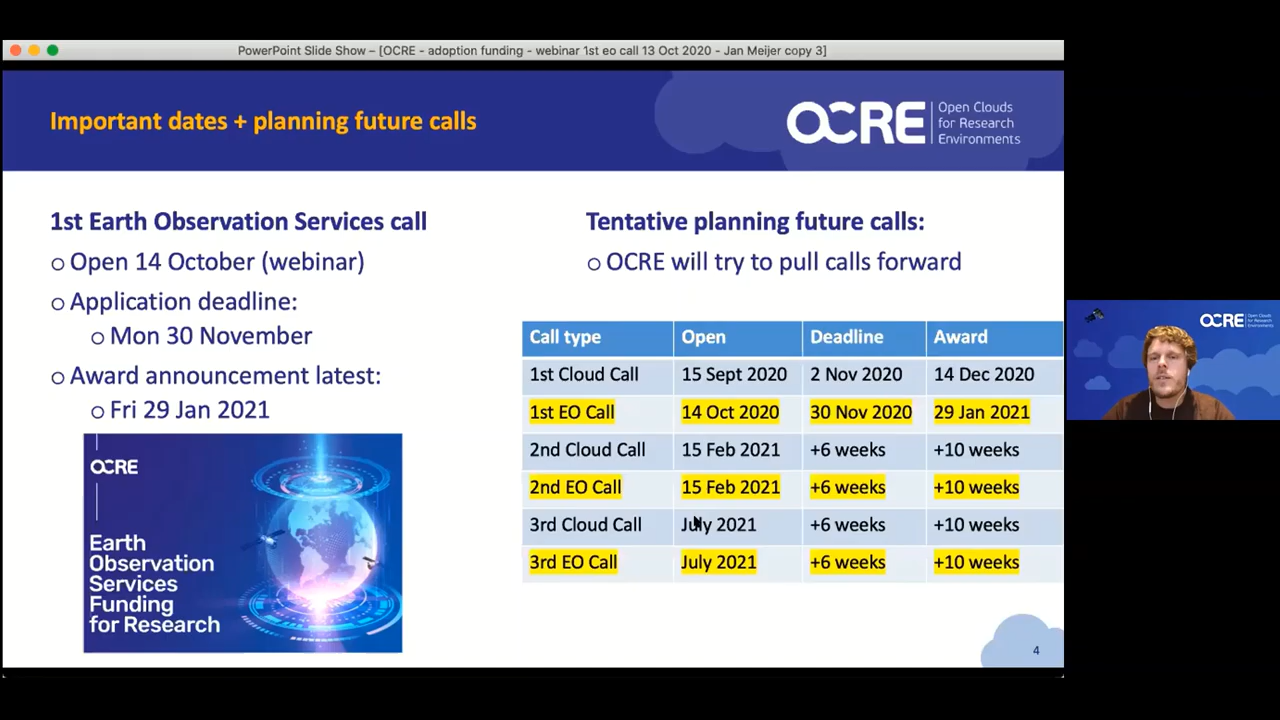 PowerPoint Slide Show – [OCRE - adoption funding - webinar 1st eo call 13 Oct 2020 - Jan Meijer copy 3]
Important dates + planning future calls
OCRE
Open Clouds
for Research
Environments
1st Earth Observation Services call
Open 14 October (webinar)
Application deadline:
Mon 30 November
Award announcement latest:
Fri 29 Jan 2021
OCRE
Earth
Observation
Services
Funding
for Research
Tentative planning future calls:
OCRE will try to pull calls forward
Call type Open Deadline Award
1st Cloud Call 15 Sept 2020 2 Nov 2020 14 Dec 2020
1st EO Call 14 Oct 2020 30 Nov 2020 29 Jan 2021
2nd Cloud Call 15 Feb 2021 +6 weeks +10 weeks
2nd EO Call 15 Feb 2021 +6 weeks +10 weeks
3rd Cloud Call July 2021 +6 weeks +10 weeks
3rd EO Call July 2021 +6 weeks +10 weeks
4
OCRE
Open Clouds
for Research
Environments